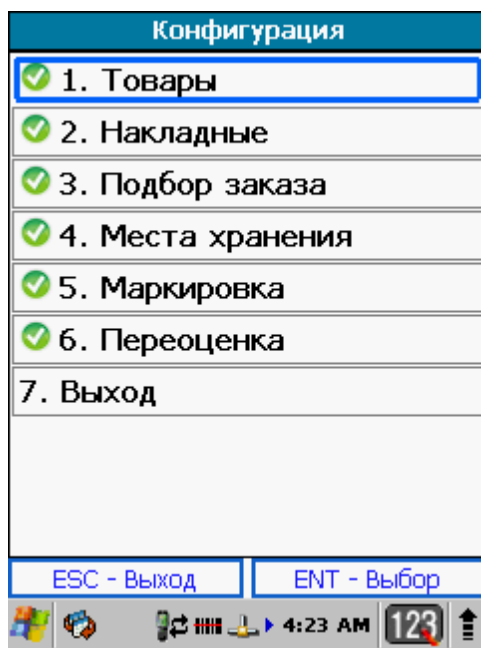 Конфигурация
1. Товары
2. Накладные
3. Подбор заказа
4. Места хранения
5. Маркировка
6. Переоценка
7. Выход
ESC - Выход
ENT - Выбор
4:23 AM
123